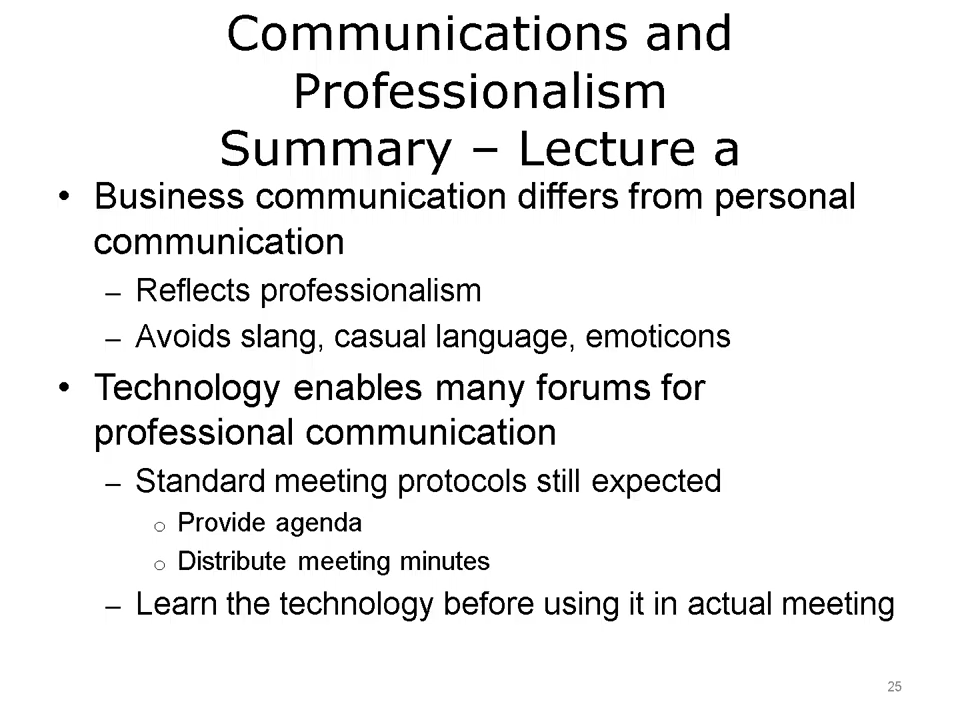 Communications and
Professionalism
Summary – Lecture a
• Business communication differs from personal
communication
– Reflects professionalism
– Avoids slang, casual language, emoticons
• Technology enables many forums for
professional communication
– Standard meeting protocols still expected
o Provide agenda
o Distribute meeting minutes
– Learn the technology before using it in actual meeting
25